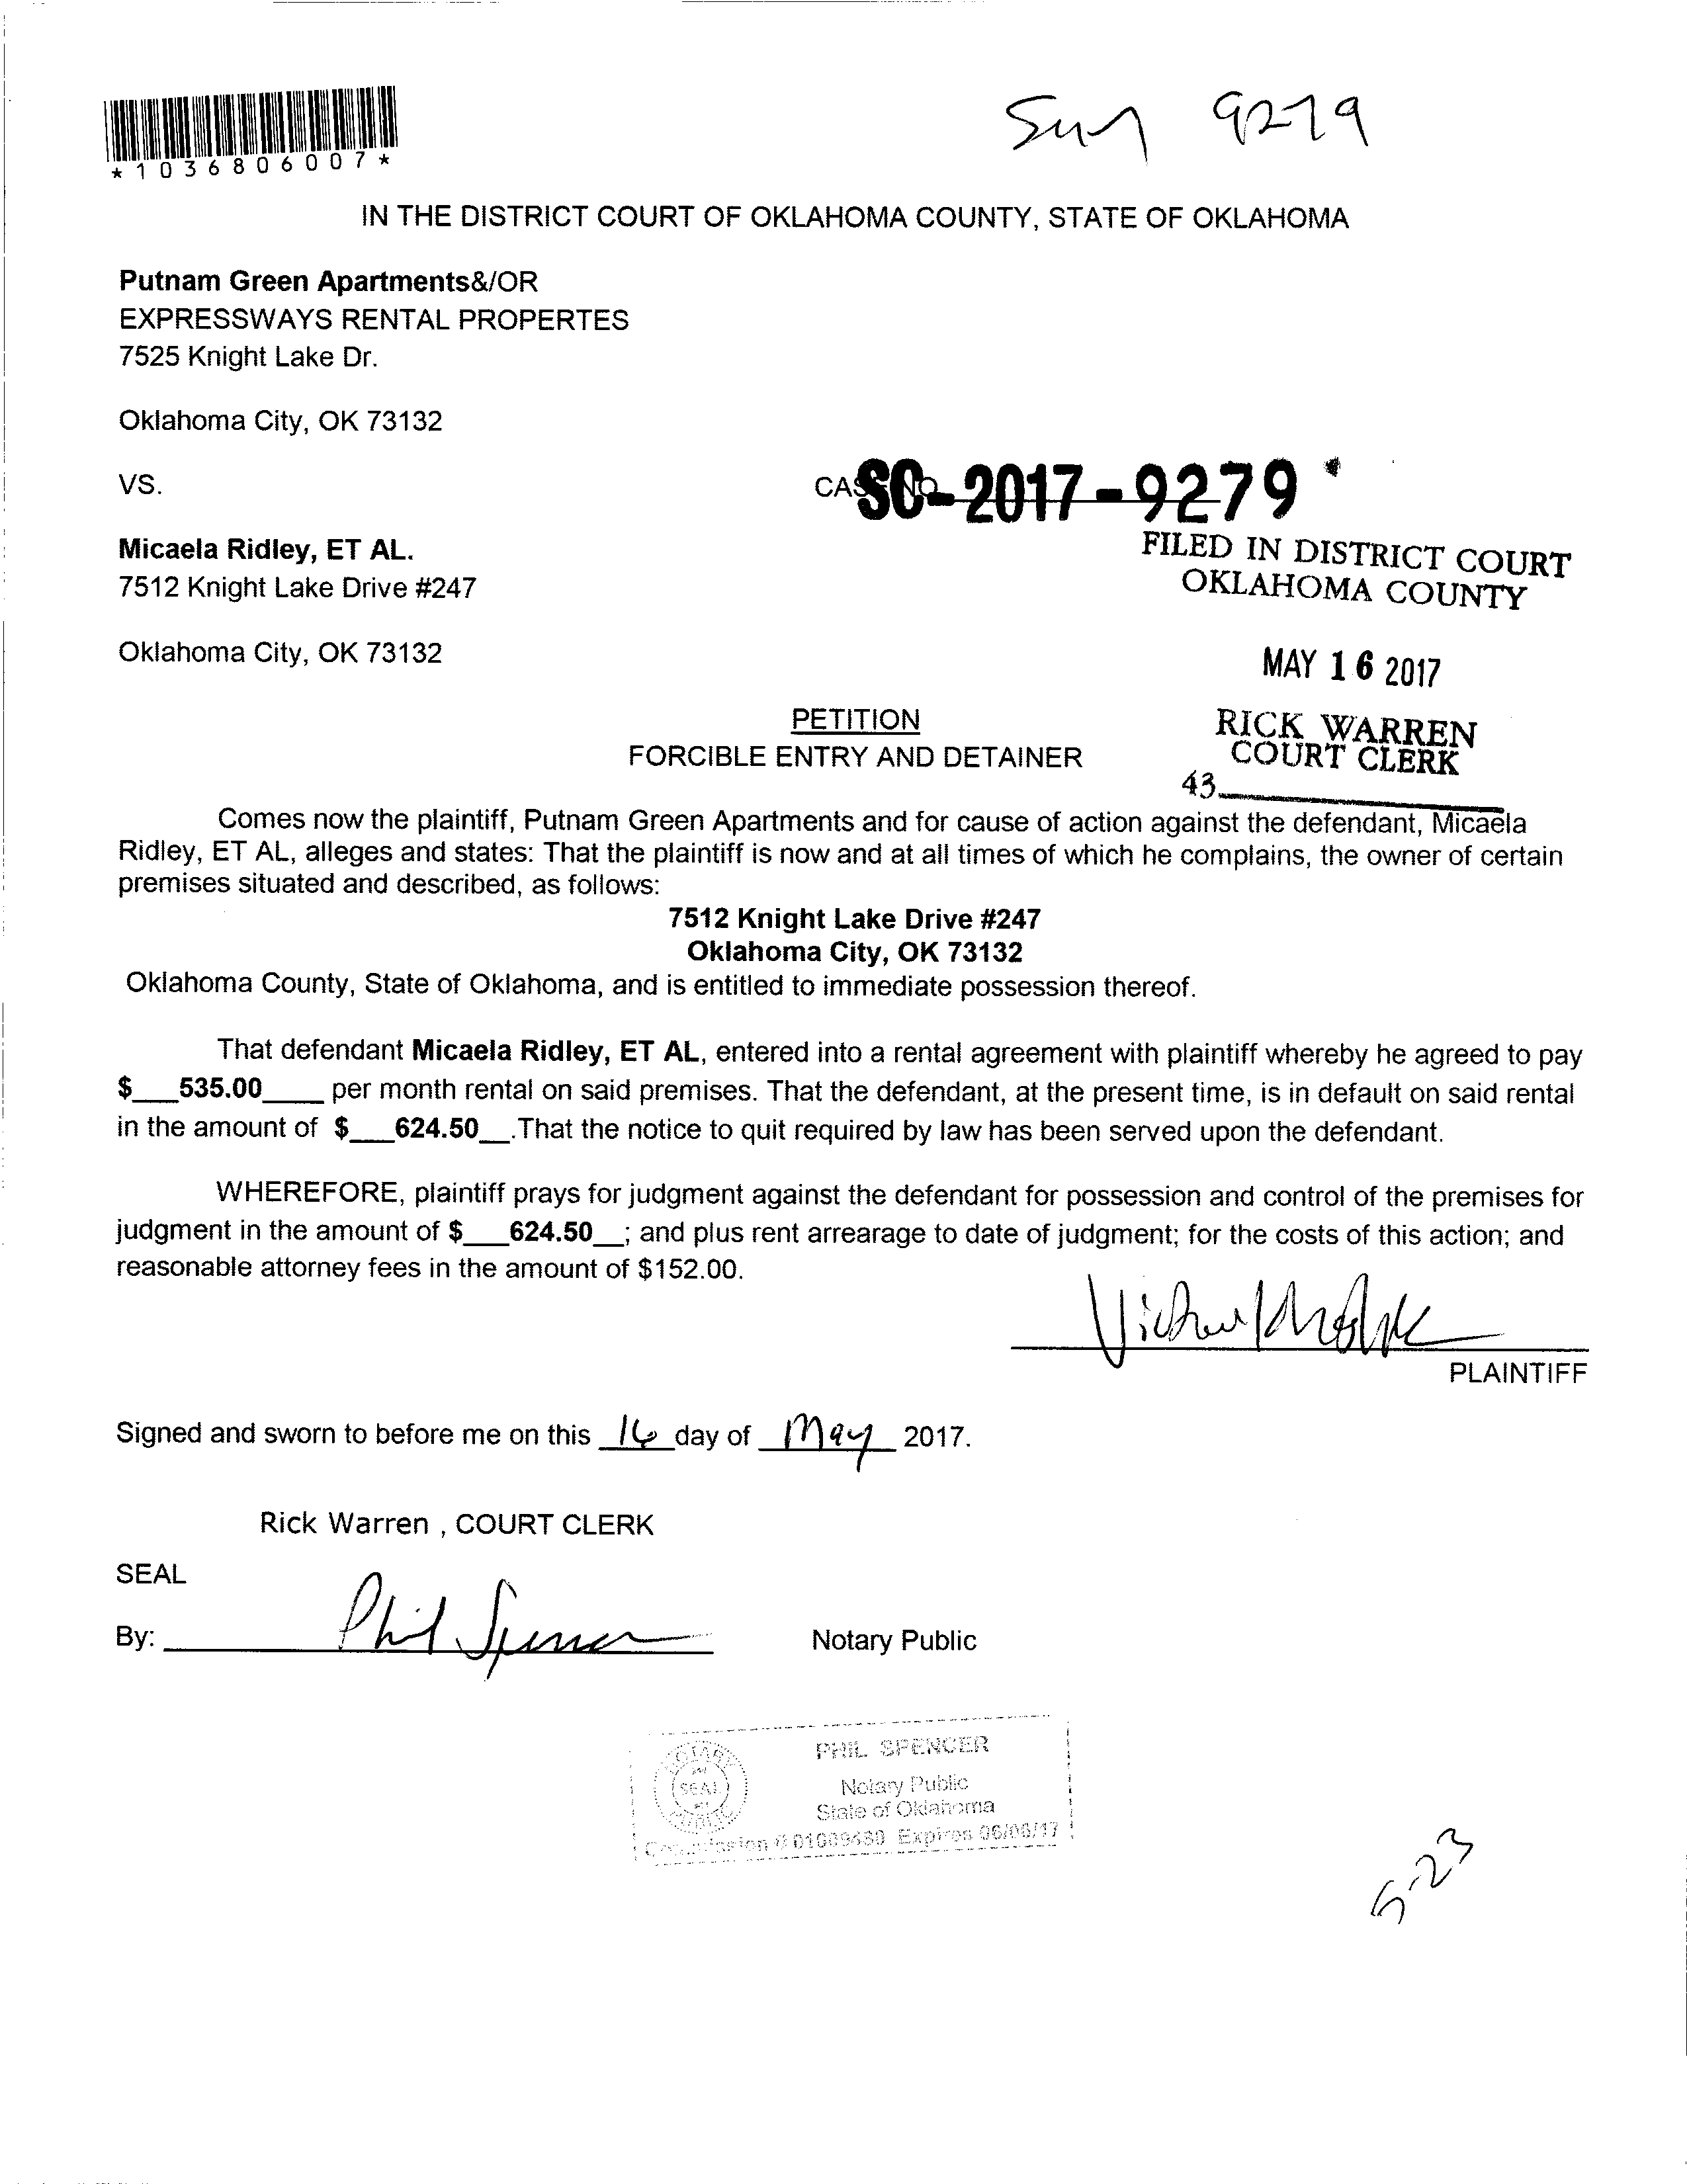 *1036806007*
9279
IN THE DISTRICT COURT OF OKLAHOMA COUNTY, STATE OF OKLAHOMA
Putnam Green Apartments&/OR
EXPRESSWAYS RENTAL PROPERTES
7525 Knight Lake Dr.
Oklahoma City, OK 73132
VS.
CAS NO. SC-2017-9279
Micaela Ridley, ET AL.
7512 Knight Lake Drive #247
Oklahoma City, OK 73132
FILED IN DISTRICT COURT
OKLAHOMA COUNTY
MAY 16 2017
RICK WARREN
COURT CLERK
43
PETITION
FORCIBLE ENTRY AND DETAINER
Comes now the plaintiff, Putnam Green Apartments and for cause of action against the defendant, Micaela
Ridley, ET AL, alleges and states: That the plaintiff is now and at all times of which he complains, the owner of certain
premises situated and described, as follows:
7512 Knight Lake Drive #247
Oklahoma City, OK 73132
Oklahoma County, State of Oklahoma, and is entitled to immediate possession thereof.
That defendant Micaela Ridley, ET AL, entered into a rental agreement with plaintiff whereby he agreed to pay
$___535.00____ per month rental on said premises. That the defendant, at the present time, is in default on said rental
in the amount of $___624.50__.That the notice to quit required by law has been served upon the defendant.
WHEREFORE, plaintiff prays for judgment against the defendant for possession and control of the premises for
judgment in the amount of $___624.50__; and plus rent arrearage to date of judgment; for the costs of this action; and
reasonable attorney fees in the amount of $152.00.
PLAINTIFF
Signed and sworn to before me on this 16 day of May 2017.
Rick Warren , COURT CLERK
SEAL
By: Phil Spencer Notary Public
PHIL SPENCER
NOTARY
SEAL
PUBLIC
Notary Public
State of Oklahoma
Commission # 01009480 Expires 06/06/17
5-23